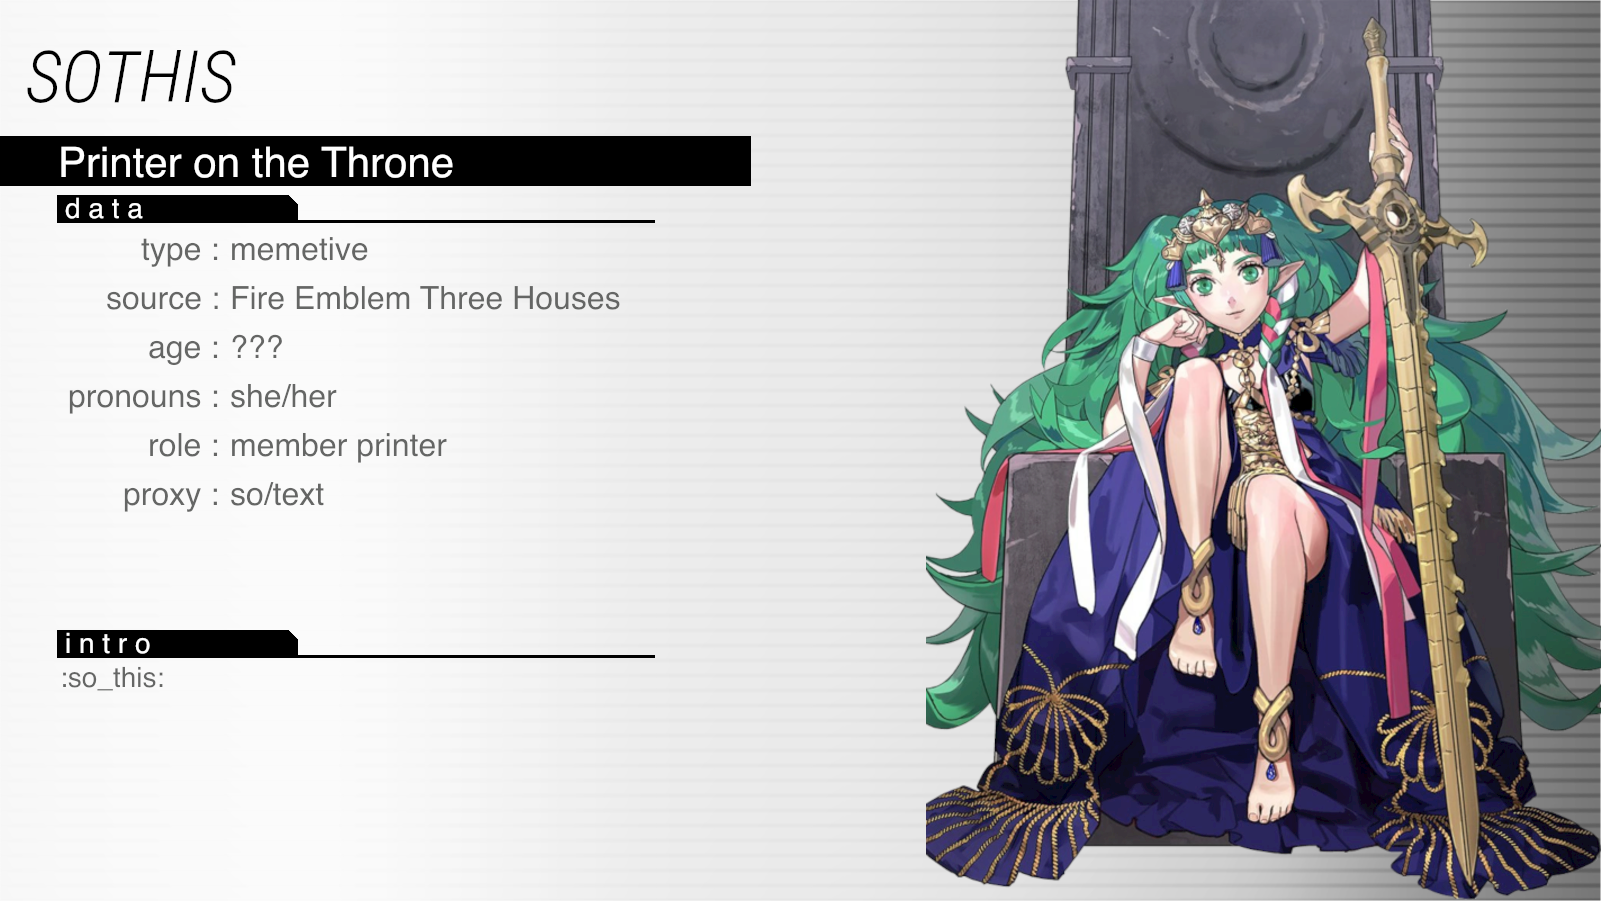 SOTHIS
Printer on the Throne
data
type : memetive
source : Fire Emblem Three Houses
age : ???
pronouns : she/her
role : member printer
proxy : so/text
intro
:so_this: